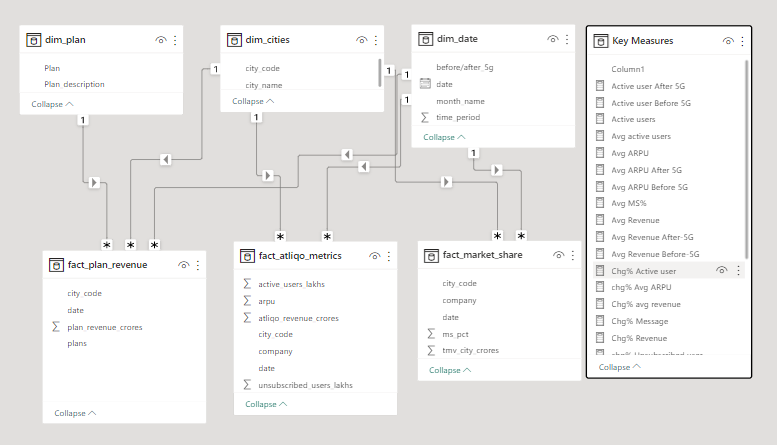 dim_plan
Plan
Plan_description
Collapse
1
dim_cities
city_code
city_name
Collapse
1
1
1
dim_date
before/after_5g
date
month_name
time_period
Collapse
1
1
1
Key Measures
Column1
Active user After 5G
Active user Before 5G
Active users
Avg active users
Avg ARPU
Avg ARPU After 5G
Avg ARPU Before 5G
Avg MS%
Avg Revenue
Avg Revenue After-5G
Avg Revenue Before-5G
Chg% Active user
chg% Avg ARPU
Chg% avg revenue
Chg% Message
Chg% Revenue
chg% Unsubscribed user
Collapse
*
*
*
fact_plan_revenue
city_code
date
plan_revenue_crores
plans
Collapse
*
*
fact_atliqo_metrics
active_users_lakhs
arpu
atliqo_revenue_crores
city_code
company
date
unsubscribed_users_lakhs
Collapse
*
*
fact_market_share
city_code
company
date
ms_pct
tmv_city_crores
Collapse